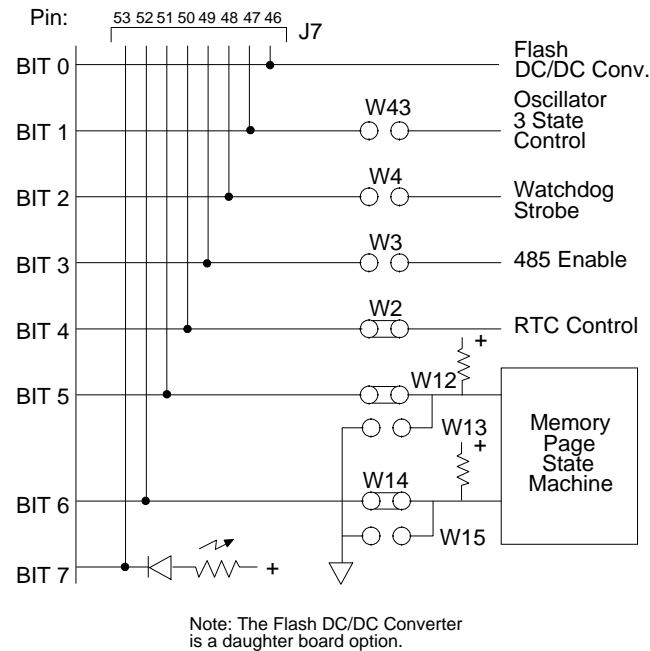 Pin: 53 52 51 50 49 48 47 46
J7
BIT 0
Flash
DC/DC Conv.
BIT 1
W43
Oscillator
3 State
Control
BIT 2
W4
Watchdog
Strobe
BIT 3
W3
485 Enable
BIT 4
W2
RTC Control
+
BIT 5
W12
W13
+
Memory
Page
State
Machine
BIT 6
W14
W15
BIT 7
+
Note: The Flash DC/DC Converter
is a daughter board option.